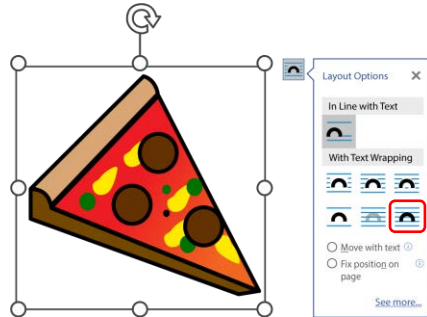 Layout Options
In Line with Text
With Text Wrapping
Move with text
Fix position on
page
See more...